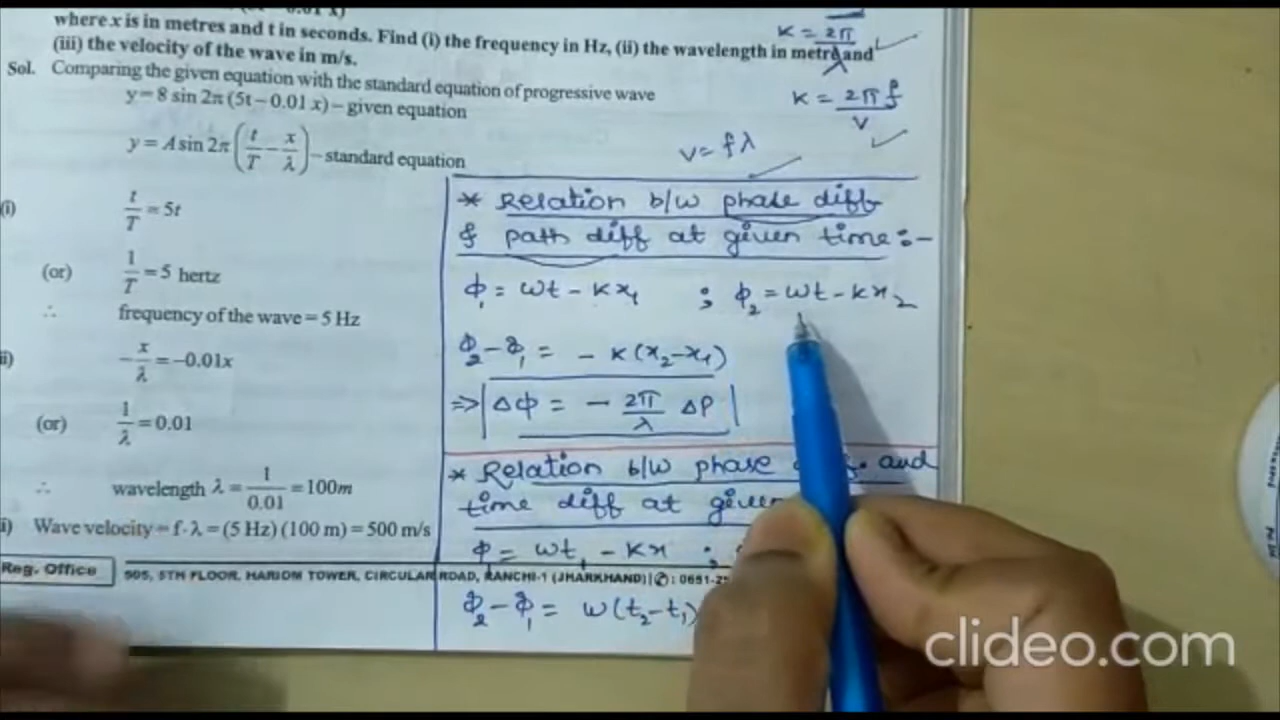 where x is in metres and t in seconds. Find (i) the frequency in Hz, (ii) the wavelength in metre and
(iii) the velocity of the wave in m/s.
Sol. Comparing the given equation with the standard equation of progressive wave
y = 8 sin 2π (5t – 0.01 x) – given equation
y = A sin 2π (t/T – x/λ) – standard equation
(i) t/T = 5t
(or) 1/T = 5 hertz
∴ frequency of the wave = 5 Hz
ii) – x/λ = –0.01x
(or) 1/λ = 0.01
∴ wavelength λ = 1/0.01 = 100m
i) Wave velocity = f·λ = (5 Hz) (100 m) = 500 m/s
Reg. Office
505, 5TH FLOOR, HARIOM TOWER, CIRCULAR ROAD, RANCHI-1 (JHARKHAND) | ✆ : 0651-2
K = 2π/λ
K = 2πf/V
V = fλ
* Relation b/w phase diff
& path diff at given time :-
ϕ₁ = ωt – Kx₁ ; ϕ₂ = ωt – Kx₂
ϕ₂ – ϕ₁ = – K(x₂ – x₁)
⇒ Δϕ = – 2π/λ ΔP
* Relation b/w phase diff. and
time diff at given
ϕ = ωt₁ – Kx ;
ϕ₂ – ϕ₁ = ω(t₂ – t₁)
clideo.com